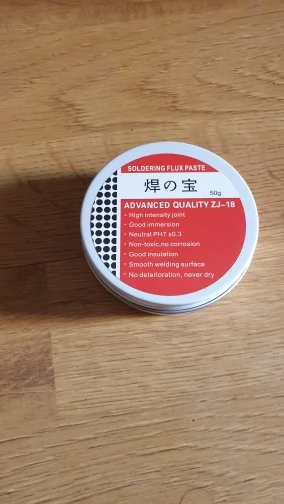 SOLDERING FLUX PASTE
焊の宝
50g
ADVANCED QUALITY ZJ-18
· High intensity joint
· Good immersion
· Neutral PH7 ±0.3
· Non-toxic,no corrosion
· Good insulation
· Smooth welding surface
· No deterioration, never dry